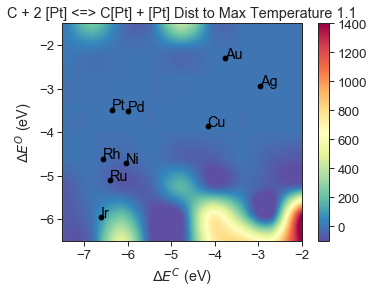 C + 2 [Pt] <=> C[Pt] + [Pt] Dist to Max Temperature 1.1
−2
−3
−4
−5
−6
ΔE^O (eV)
Au
Ag
Pt
Pd
Cu
Rh
Ni
Ru
Ir
−7
−6
−5
−4
−3
−2
ΔE^C (eV)
1400
1200
1000
800
600
400
200
0